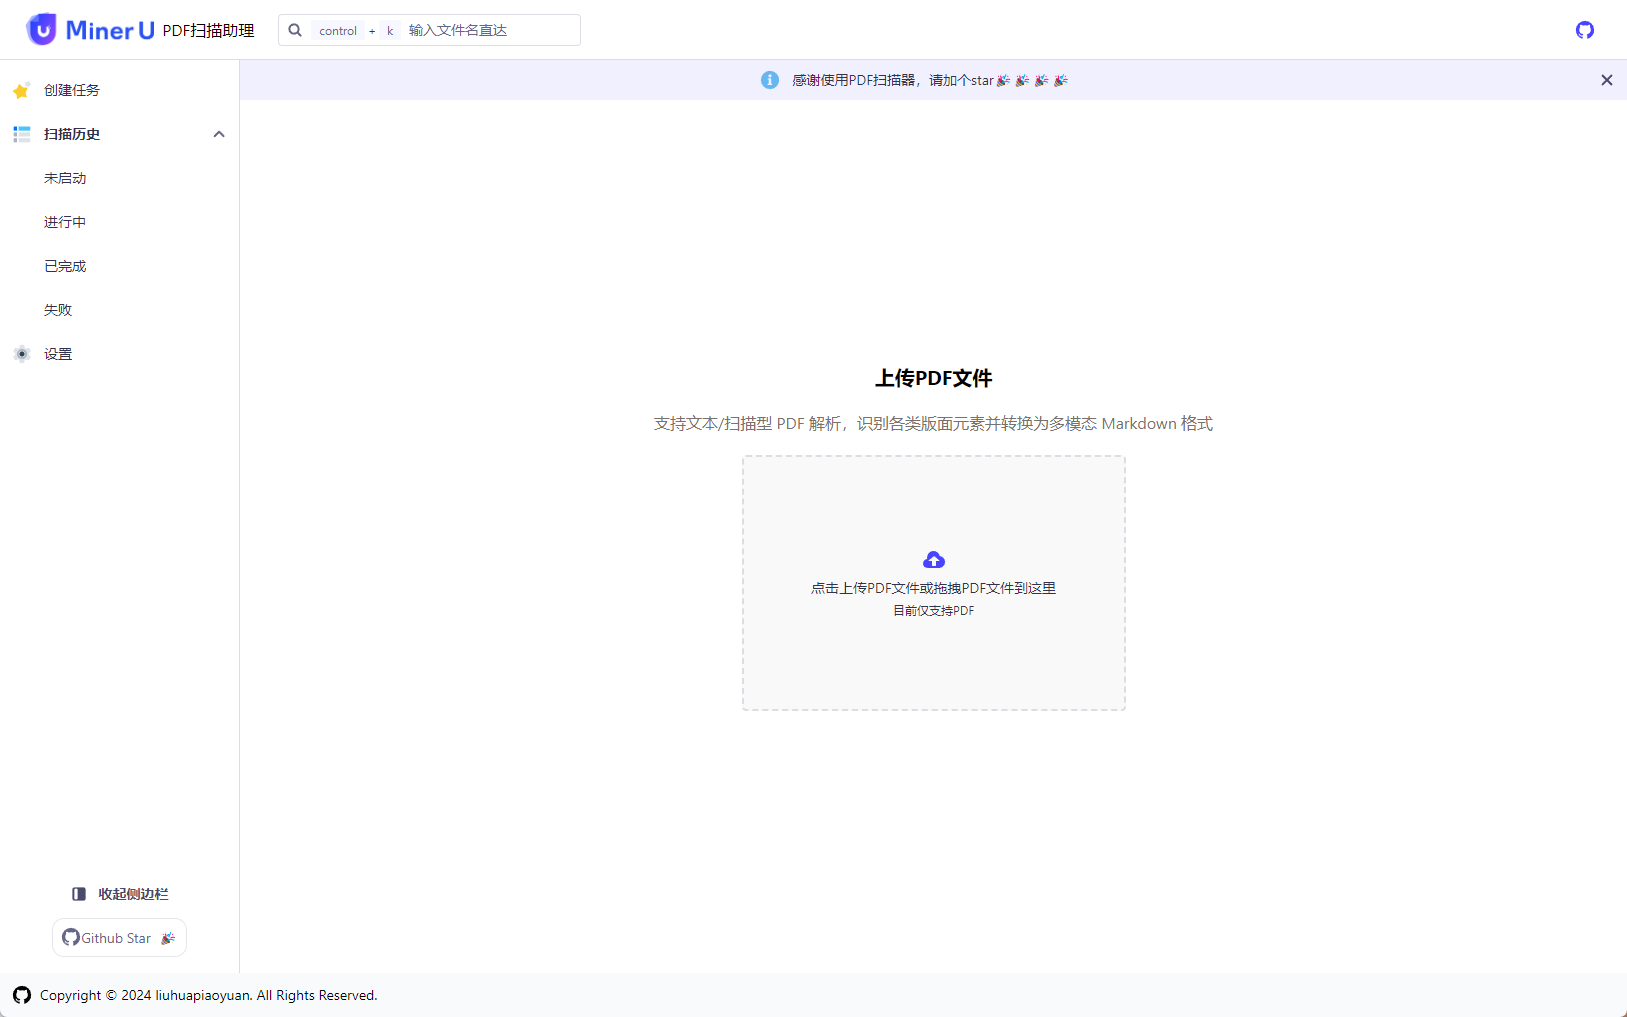 Miner U PDF扫描助理
control + k 输入文件名直达
创建任务
扫描历史
未启动
进行中
已完成
失败
设置
收起侧边栏
Github Star 🎉
感谢使用PDF扫描器，请加个star🎉 🎉 🎉 🎉
上传PDF文件
支持文本/扫描型 PDF 解析，识别各类版面元素并转换为多模态 Markdown 格式
点击上传PDF文件或拖拽PDF文件到这里
目前仅支持PDF
Copyright © 2024 liuhuapiaoyuan. All Rights Reserved.